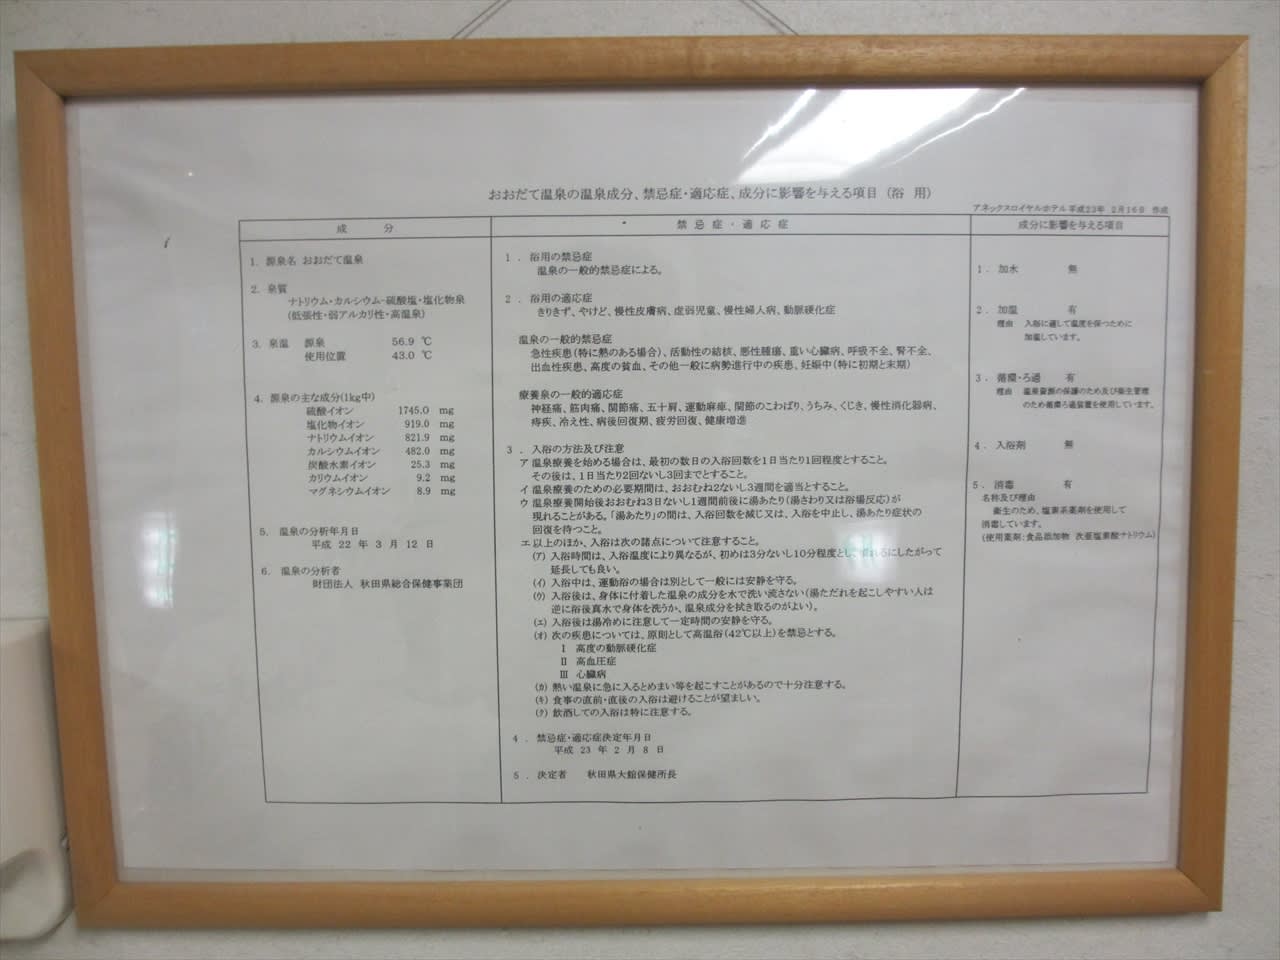 おおだて温泉の温泉成分、禁忌症・適応症、成分に影響を与える項目（浴 用）
アネックスロイヤルホテル 平成23年 2月16日 作成
成 分
1. 源泉名 おおだて温泉
2. 泉質
ナトリウム・カルシウム-硫酸塩・塩化物泉
(低張性・弱アルカリ性・高温泉)
3. 泉温 源泉 56.9 ℃
使用位置 43.0 ℃
4. 源泉の主な成分(1kg中)
硫酸イオン 1745.0 mg
塩化物イオン 919.0 mg
ナトリウムイオン 821.9 mg
カルシウムイオン 482.0 mg
炭酸水素イオン 25.3 mg
カリウムイオン 9.2 mg
マグネシウムイオン 8.9 mg
5. 温泉の分析年月日
平成 22 年 3 月 12 日
6. 温泉の分析者
財団法人 秋田県総合保健事業団
禁 忌 症 ・ 適 応 症
1 . 浴用の禁忌症
温泉の一般的禁忌症による。
2 . 浴用の適応症
きりきず、やけど、慢性皮膚病、虚弱児童、慢性婦人病、動脈硬化症
温泉の一般的禁忌症
急性疾患(特に熱のある場合)、活動性の結核、悪性腫瘍、重い心臓病、呼吸不全、腎不全、
出血性疾患、高度の貧血、その他一般に病勢進行中の疾患、妊娠中(特に初期と末期)
療養泉の一般的適応症
神経痛、筋肉痛、関節痛、五十肩、運動麻痺、関節のこわばり、うちみ、くじき、慢性消化器病、
痔疾、冷え性、病後回復期、疲労回復、健康増進
3 . 入浴の方法及び注意
ア 温泉療養を始める場合は、最初の数日の入浴回数を1日当たり1回程度とすること。
その後は、1日当たり2回ないし3回までとすること。
イ 温泉療養のための必要期間は、おおむね2ないし3週間を適当とすること。
ウ 温泉療養開始後おおむね3日ないし1週間前後に湯あたり(湯さわり又は浴場反応)が
現れることがある。「湯あたり」の間は、入浴回数を減じ又は、入浴を中止し、湯あたり症状の
回復を待つこと。
エ 以上のほか、入浴は次の諸点について注意すること。
(ア) 入浴時間は、入浴温度により異なるが、初めは3分ないし10分程度とし、慣れるにしたがって
延長しても良い。
(イ) 入浴中は、運動浴の場合は別として一般には安静を守る。
(ウ) 入浴後は、身体に付着した温泉の成分を水で洗い流さない(湯ただれを起こしやすい人は
逆に浴後真水で身体を洗うか、温泉成分を拭き取るのがよい)。
(エ) 入浴後は湯冷めに注意して一定時間の安静を守る。
(オ) 次の疾患については、原則として高温浴(42℃以上)を禁忌とする。
Ⅰ 高度の動脈硬化症
Ⅱ 高血圧症
Ⅲ 心臓病
(カ) 熱い温泉に急に入るとめまい等を起こすことがあるので十分注意する。
(キ) 食事の直前・直後の入浴は避けることが望ましい。
(ク) 飲酒しての入浴は特に注意する。
4 . 禁忌症・適応症決定年月日
平成 23 年 2 月 8 日
5 . 決定者 秋田県大館保健所長
成分に影響を与える項目
1 . 加水 無
2 . 加温 有
理由 入浴に適して温度を保つために
加温しています。
3 . 循環・ろ過 有
理由 温泉資源の保護のため及び衛生管理
のため循環ろ過装置を使用しています。
4 . 入浴剤 無
5 . 消毒 有
名称及び理由
衛生のため、塩素系薬剤を使用して
消毒しています。
(使用薬剤:食品添加物 次亜塩素酸ナトリウム)